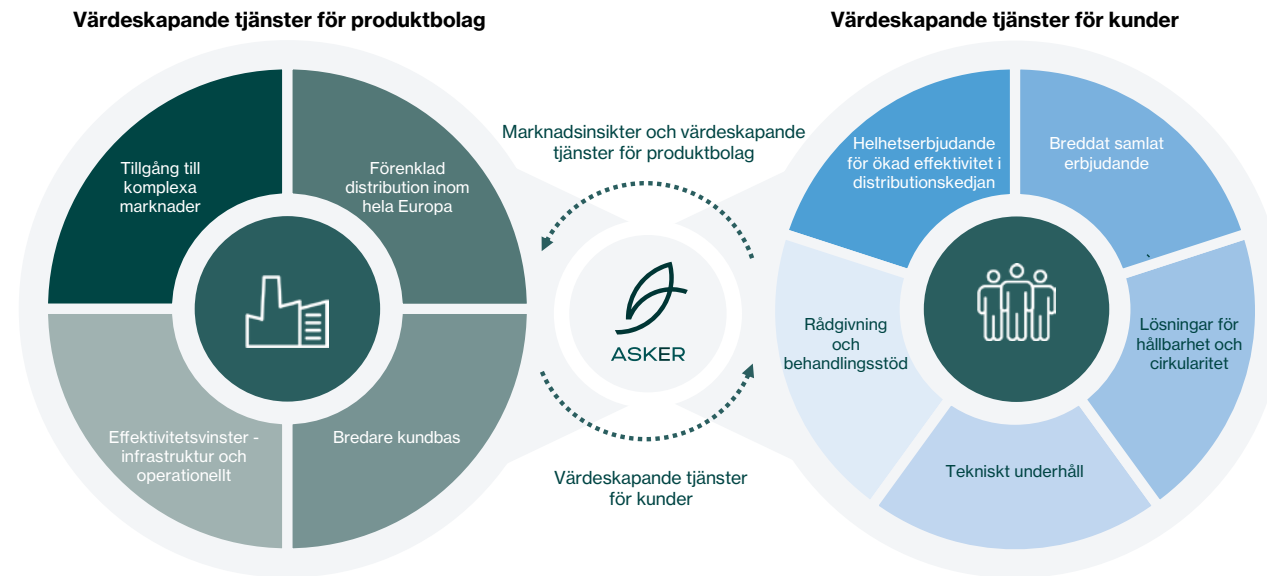 Värdeskapande tjänster för produktbolag
Tillgång till
komplexa
marknader
Förenklad
distribution inom
hela Europa
Effektivitetsvinster -
infrastruktur och
operationellt
Bredare kundbas
Marknadsinsikter och värdeskapande
tjänster för produktbolag
ASKER
Värdeskapande tjänster
för kunder
Värdeskapande tjänster för kunder
Helhetserbjudande
för ökad effektivitet i
distributionskedjan
Breddat samlat
erbjudande
Rådgivning
och
behandlingsstöd
Lösningar för
hållbarhet och
cirkularitet
Tekniskt underhåll